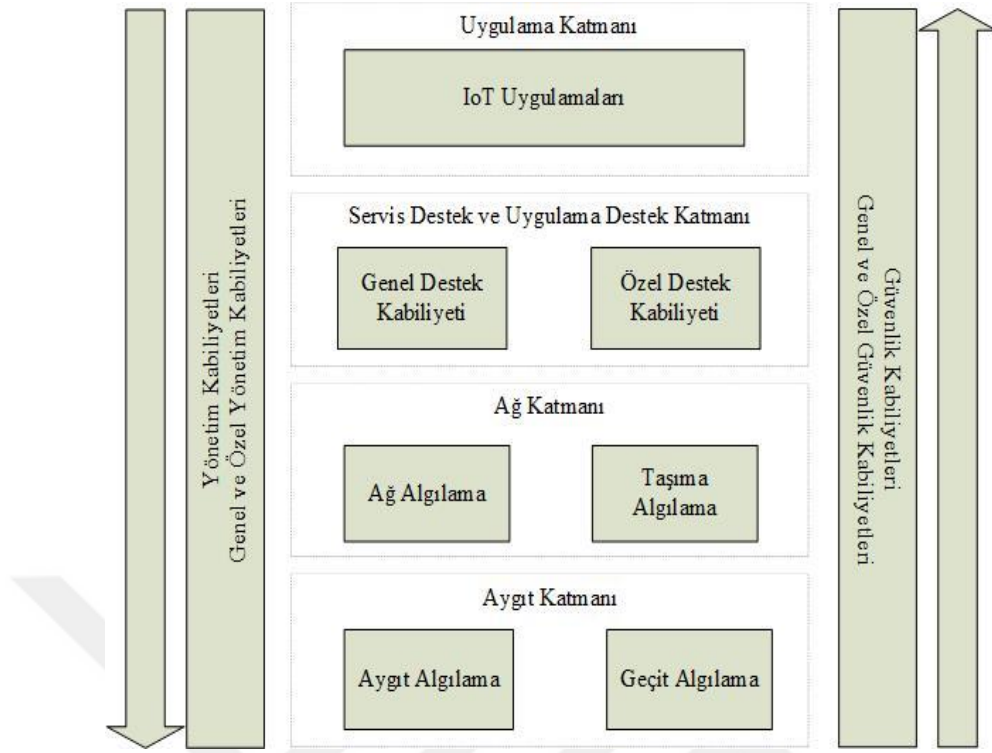 Uygulama Katmanı
IoT Uygulamaları
Servis Destek ve Uygulama Destek Katmanı
Genel Destek
Kabiliyeti
Özel Destek
Kabiliyeti
Ağ Katmanı
Ağ Algılama
Taşıma
Algılama
Aygıt Katmanı
Aygıt Algılama
Geçit Algılama
Yönetim Kabiliyetleri
Genel ve Özel Yönetim Kabiliyetleri
Güvenlik Kabiliyetleri
Genel ve Özel Güvenlik Kabiliyetleri